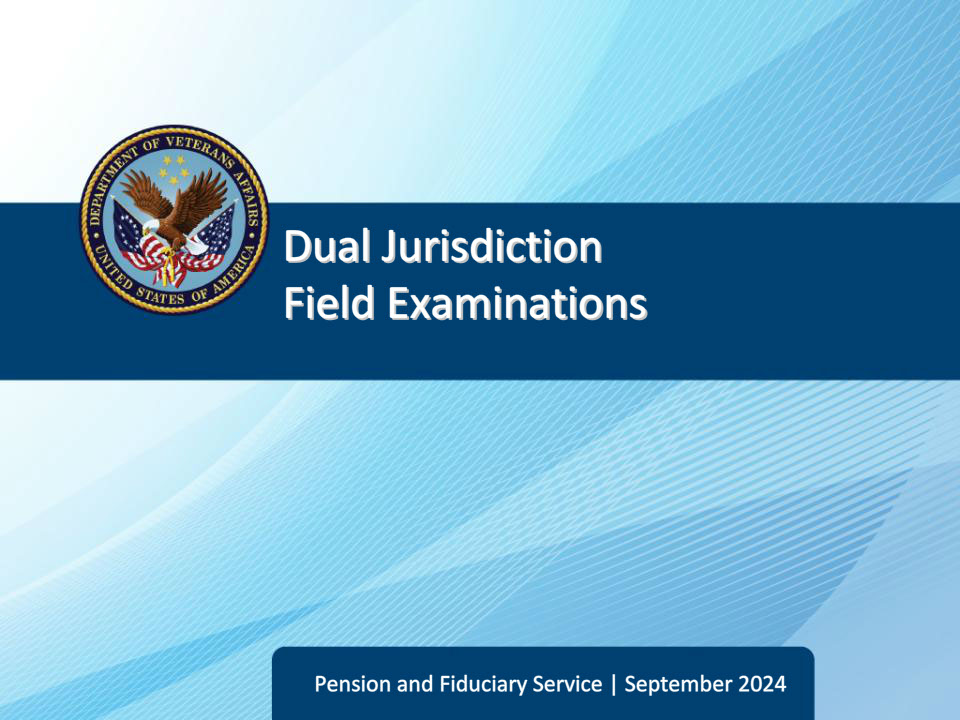 DEPARTMENT OF VETERANS AFFAIRS
UNITED STATES OF AMERICA
Dual Jurisdiction
Field Examinations
Pension and Fiduciary Service | September 2024